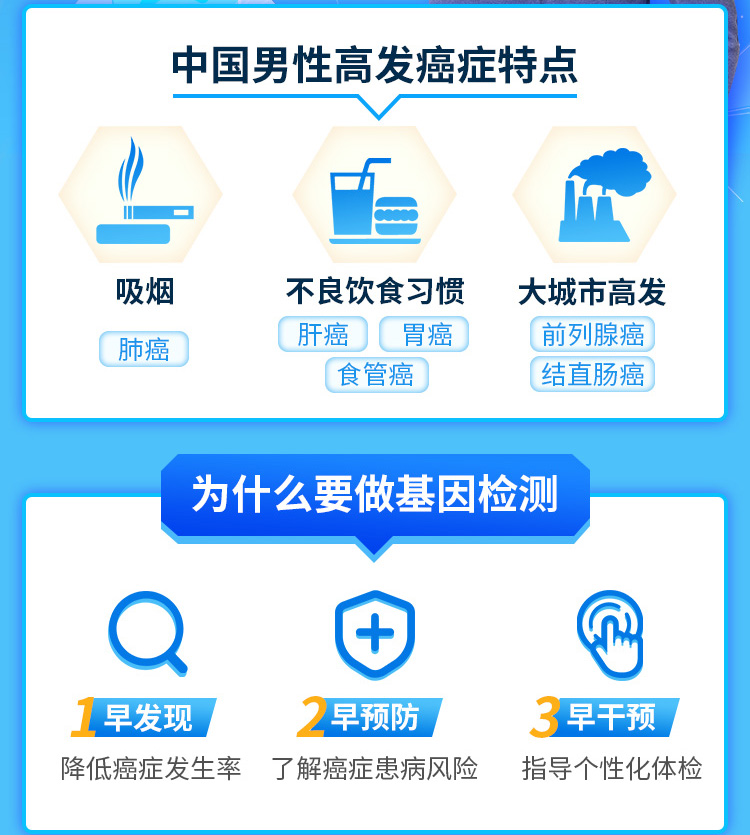 中国男性高发癌症特点
吸烟
不良饮食习惯
大城市高发
肺癌
肝癌 胃癌
食管癌
前列腺癌
结直肠癌
为什么要做基因检测
1早发现
2早预防
3早干预
降低癌症发生率
了解癌症患病风险
指导个性化体检